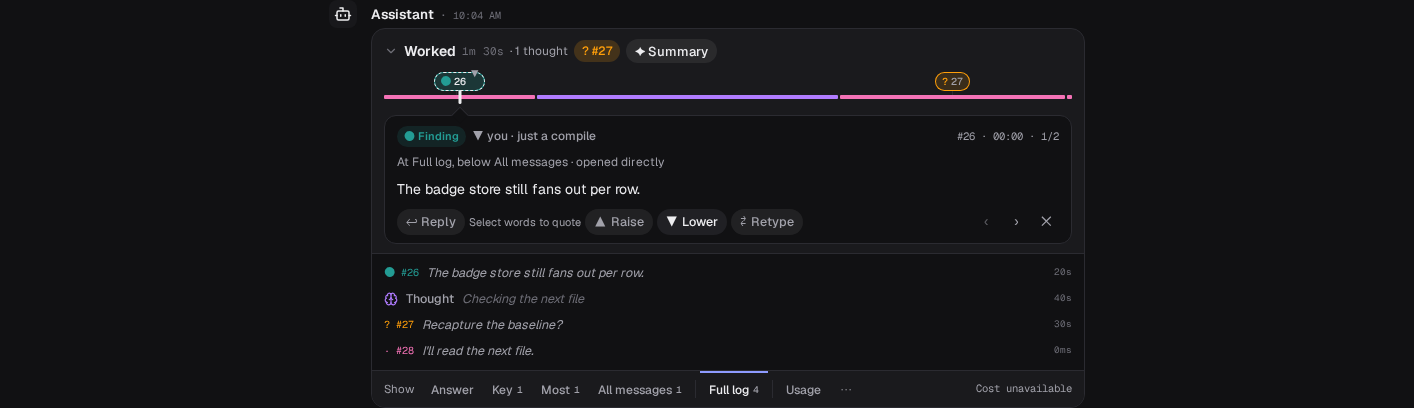 Assistant · 10:04 AM
Worked 1m 30s · 1 thought ? #27 Summary
26 ? 27
Finding you · just a compile #26 · 00:00 · 1/2
At Full log, below All messages · opened directly
The badge store still fans out per row.
Reply Select words to quote Raise Lower Retype
#26 The badge store still fans out per row. 20s
Thought Checking the next file 40s
? #27 Recapture the baseline? 30s
· #28 I'll read the next file. 0ms
Show Answer Key 1 Most 1 All messages 1 Full log 4 Usage ··· Cost unavailable